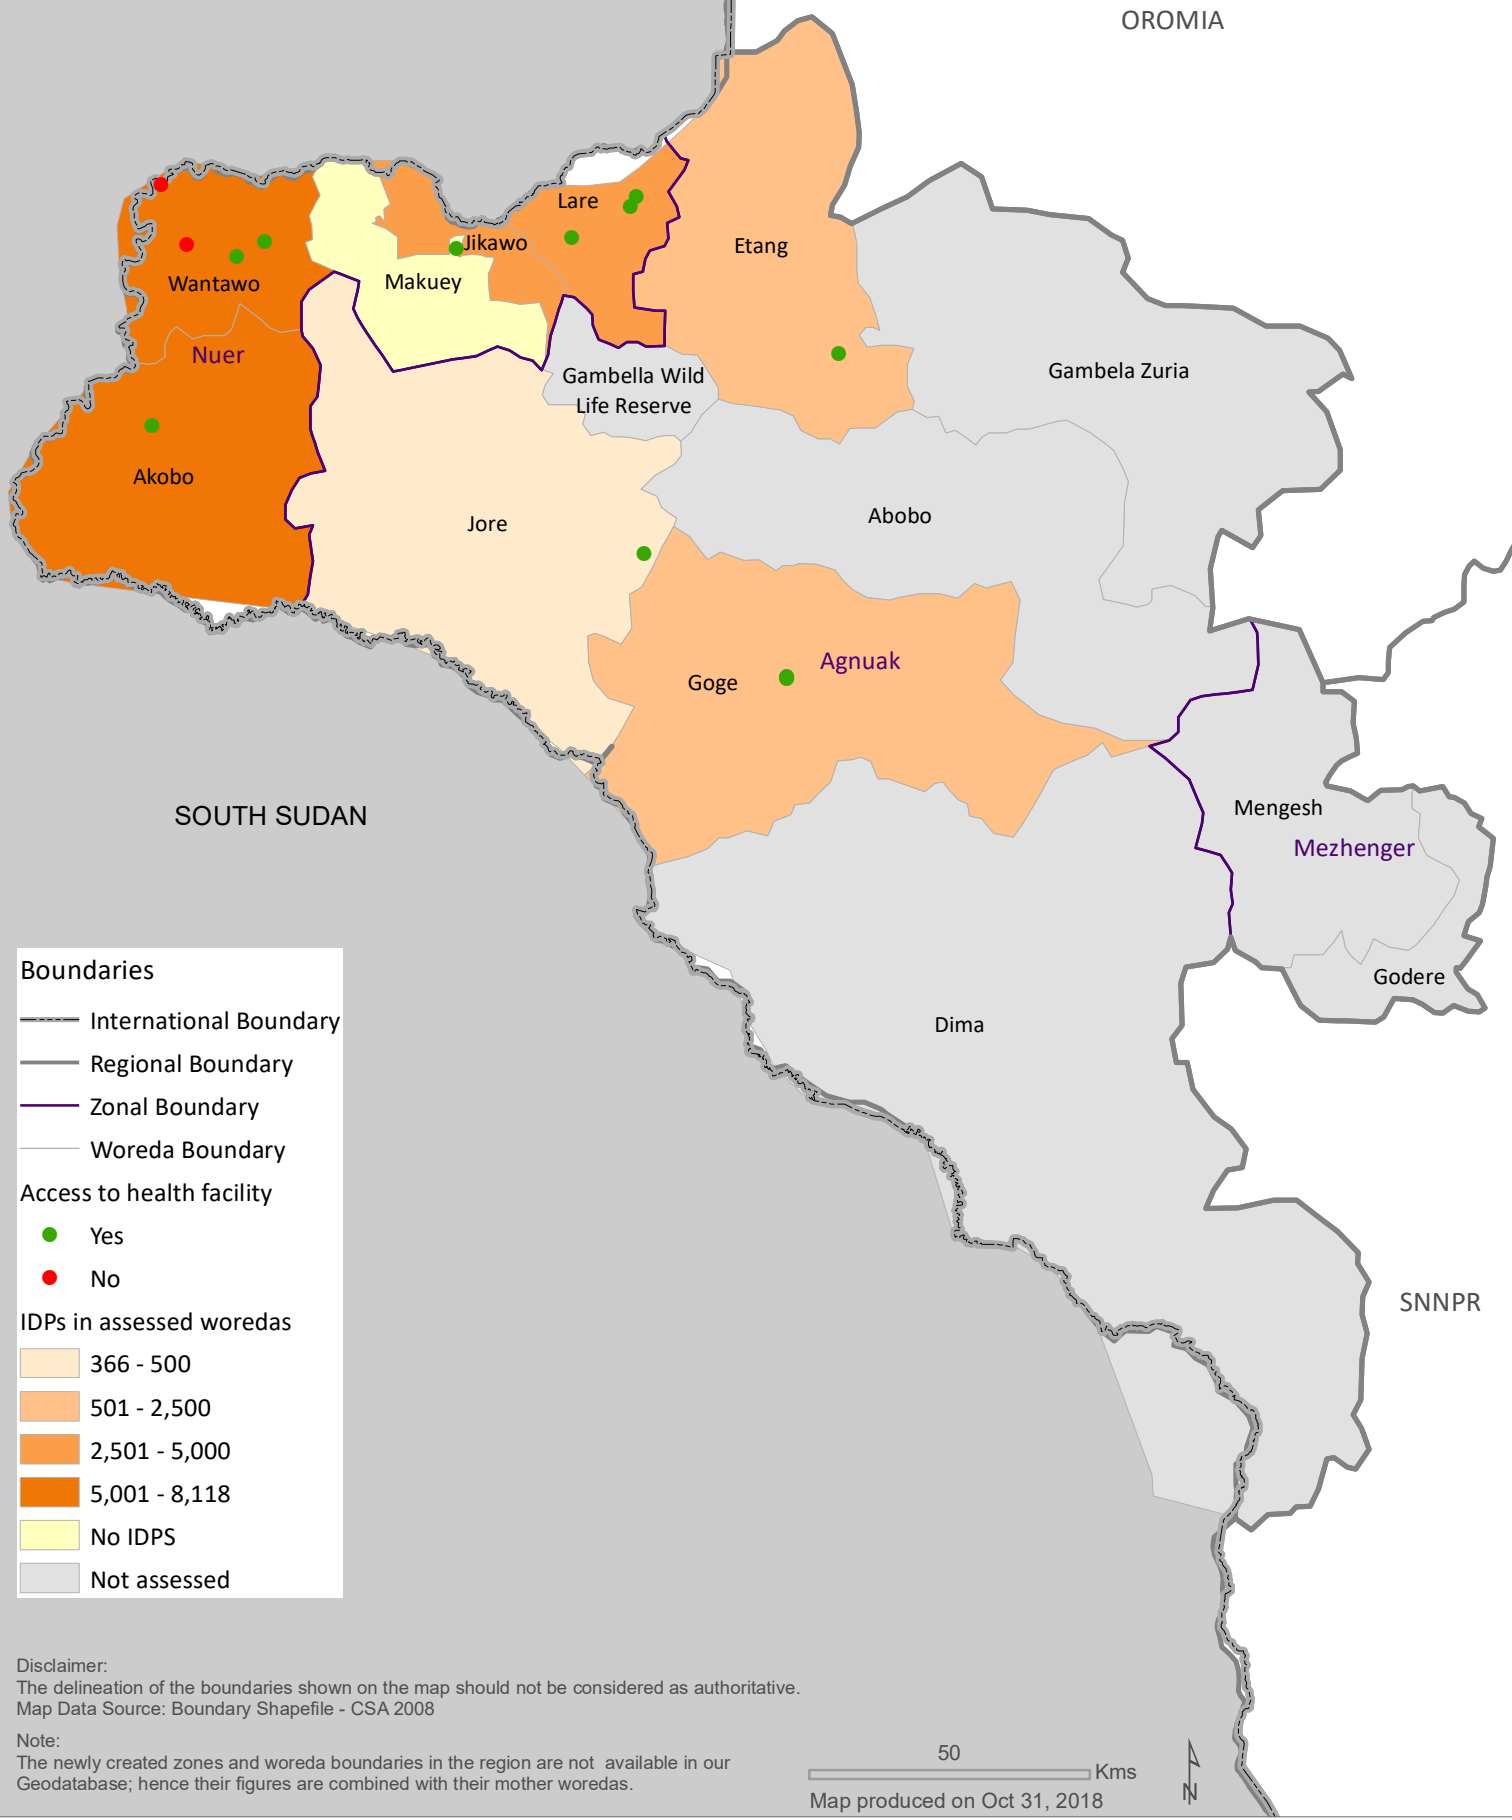 OROMIA
Lare
Jikawo
Etang
Makuey
Wantawo
Nuer
Gambella Wild
Life Reserve
Gambela Zuria
Akobo
Jore
Abobo
Goge
Agnuak
SOUTH SUDAN
Mengesh
Mezhenger
Godere
Dima
SNNPR
Boundaries
International Boundary
Regional Boundary
Zonal Boundary
Woreda Boundary
Access to health facility
Yes
No
IDPs in assessed woredas
366 - 500
501 - 2,500
2,501 - 5,000
5,001 - 8,118
No IDPS
Not assessed
Disclaimer:
The delineation of the boundaries shown on the map should not be considered as authoritative.
Map Data Source: Boundary Shapefile - CSA 2008
Note:
The newly created zones and woreda boundaries in the region are not available in our
Geodatabase; hence their figures are combined with their mother woredas.
50
Kms
Map produced on Oct 31, 2018
N